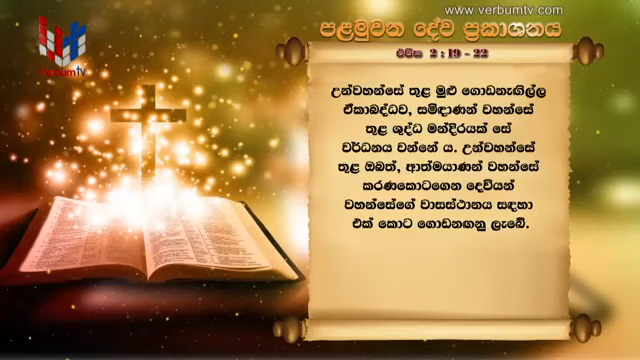 www.verbumtv.com
පළමුවන දේව ප්‍රකාශනය
එපීස 2 : 19 - 22
verbumtv
උන්වහන්සේ තුළ මුළු ගොඩනැඟිල්ල
ඒකාබද්ධව, සමිඳාණන් වහන්සේ
තුළ ශුද්ධ මන්දිරයක් සේ
වර්ධනය වන්නේ ය. උන්වහන්සේ
තුළ ඔබත්, ආත්මයාණන් වහන්සේ
කරණකොටගෙන දෙවියන්
වහන්සේගේ වාසස්ථානය සඳහා
එක් කොට ගොඩනඟනු ලැබේ.